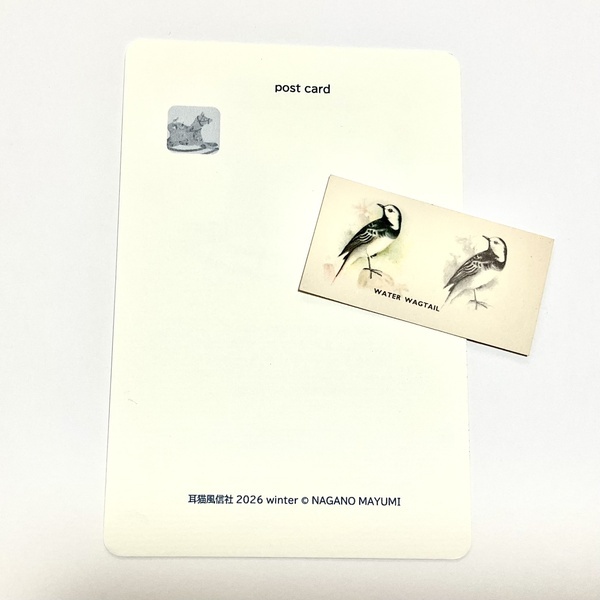 post card
WATER WAGTAIL
耳猫風信社 2026 winter © NAGANO MAYUMI